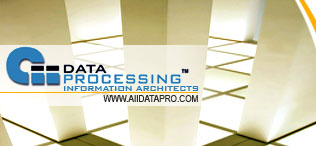 DATA
PROCESSING™
INFORMATION ARCHITECTS
WWW.AIIDATAPRO.COM